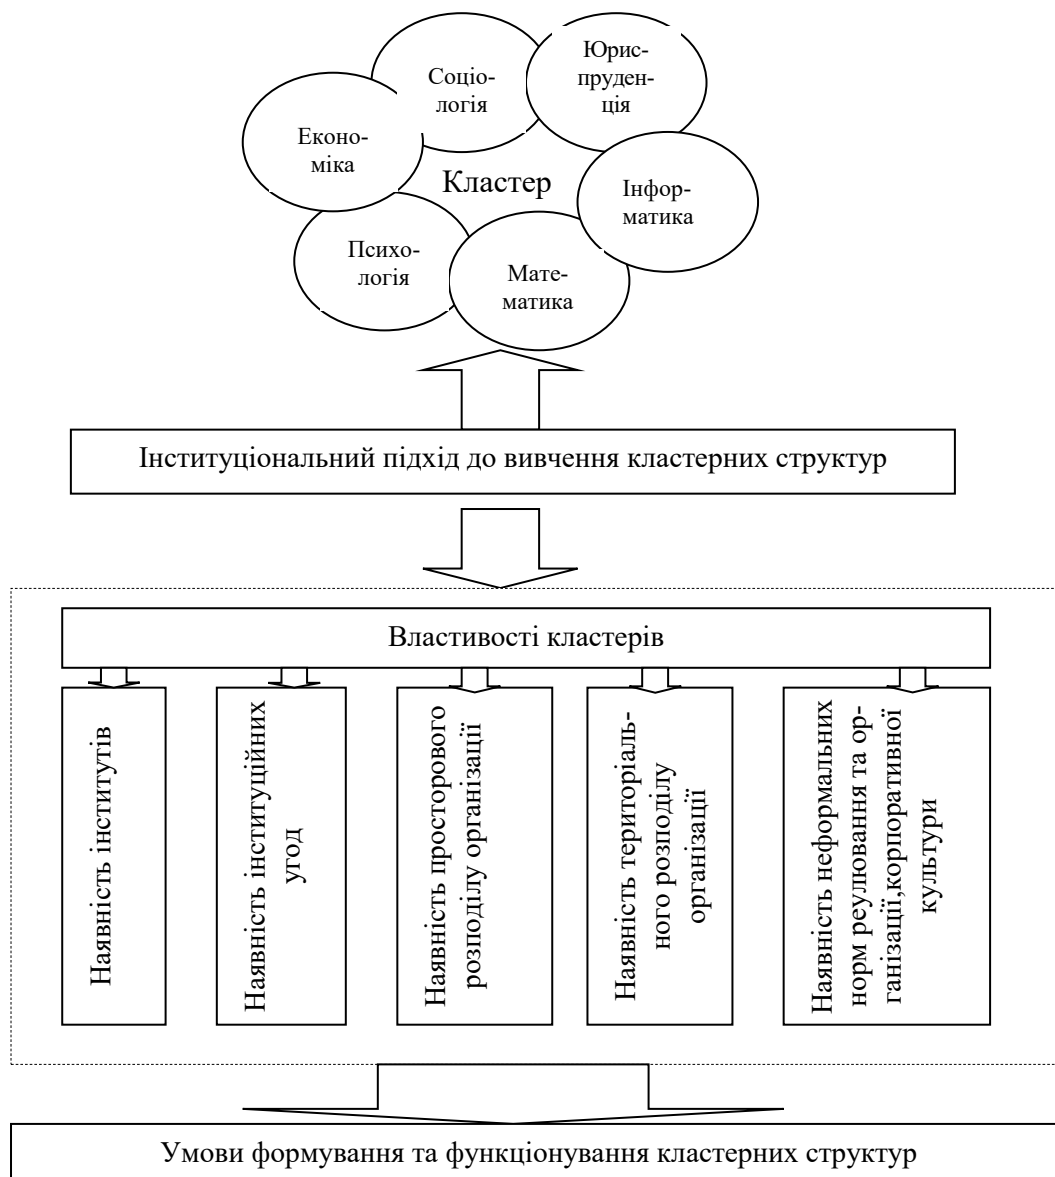 Соціо-
логія
Юрис-
пруден-
ція
Еконо-
міка
Кластер
Інфор-
матика
Психо-
логія
Мате-
матика
Інституціональний підхід до вивчення кластерних структур
Властивості кластерів
Наявність інститутів
Наявність інституційних
угод
Наявність просторового
розподілу організації
Наявність територіаль-
ного розподілу
організації
Наявність неформальних
норм реулювання та ор-
ганізації,корпоративної
культури
Умови формування та функціонування кластерних структур